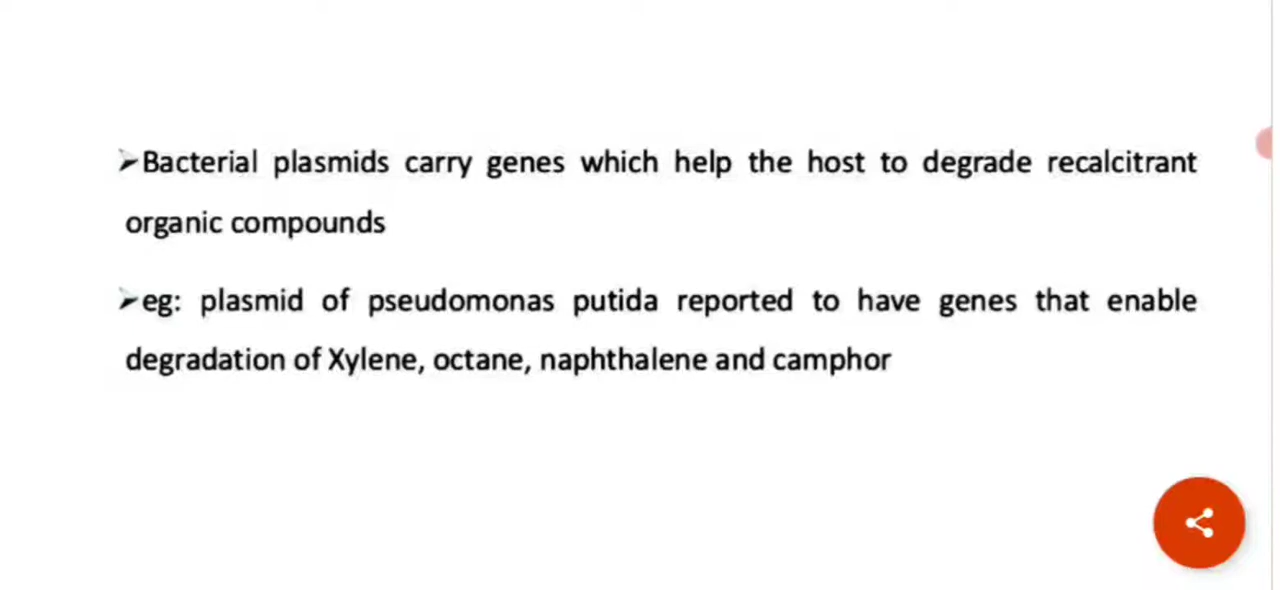 ➢Bacterial plasmids carry genes which help the host to degrade recalcitrant
organic compounds
➢eg: plasmid of pseudomonas putida reported to have genes that enable
degradation of Xylene, octane, naphthalene and camphor